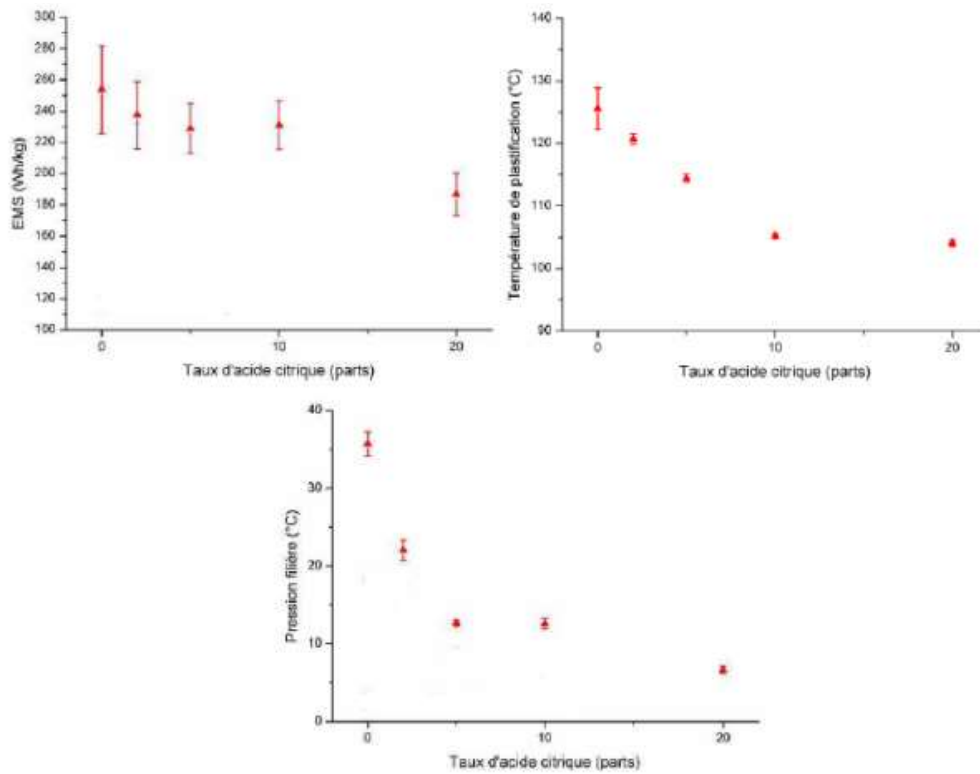 300
280
260
240
220
200
180
160
140
120
100
EMS (Wh/kg)
0 10 20
Taux d'acide citrique (parts)
140
130
120
110
100
90
Température de plastification (°C)
0 10 20
Taux d'acide citrique (parts)
40
30
20
10
0
Pression filière (°C)
0 10 20
Taux d'acide citrique (parts)